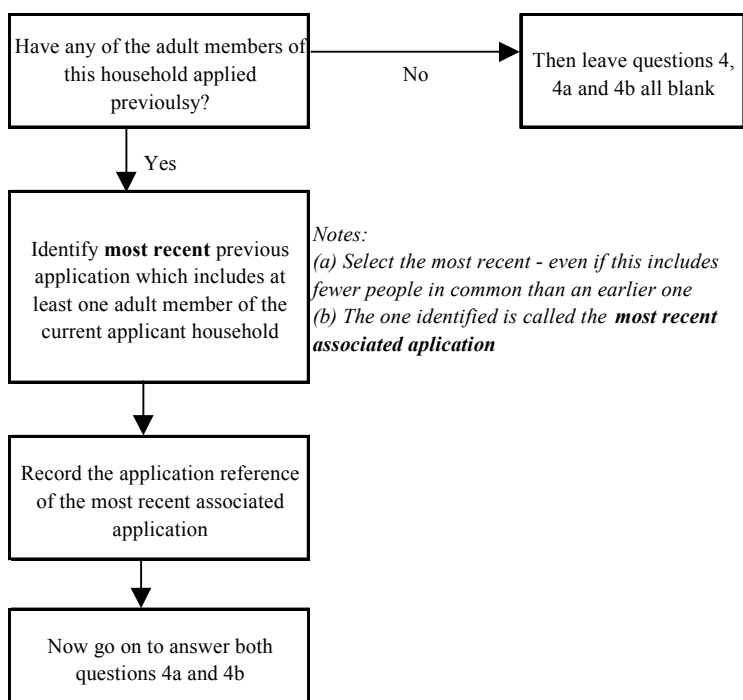 Have any of the adult members of
this household applied
previoulsy?
No
Then leave questions 4,
4a and 4b all blank
Yes
Identify most recent previous
application which includes at
least one adult member of the
current applicant household
Notes:
(a) Select the most recent - even if this includes
fewer people in common than an earlier one
(b) The one identified is called the most recent
associated aplication
Record the application reference
of the most recent associated
application
Now go on to answer both
questions 4a and 4b